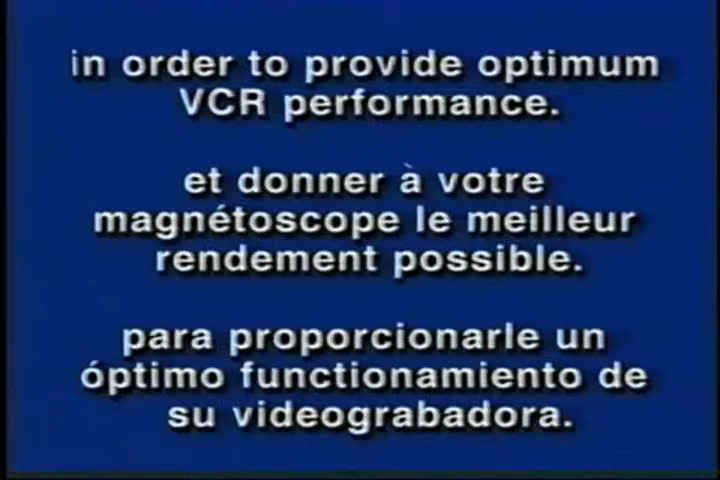 in order to provide optimum
VCR performance.
et donner à votre
magnétoscope le meilleur
rendement possible.
para proporcionarle un
óptimo functionamiento de
su videograbadora.